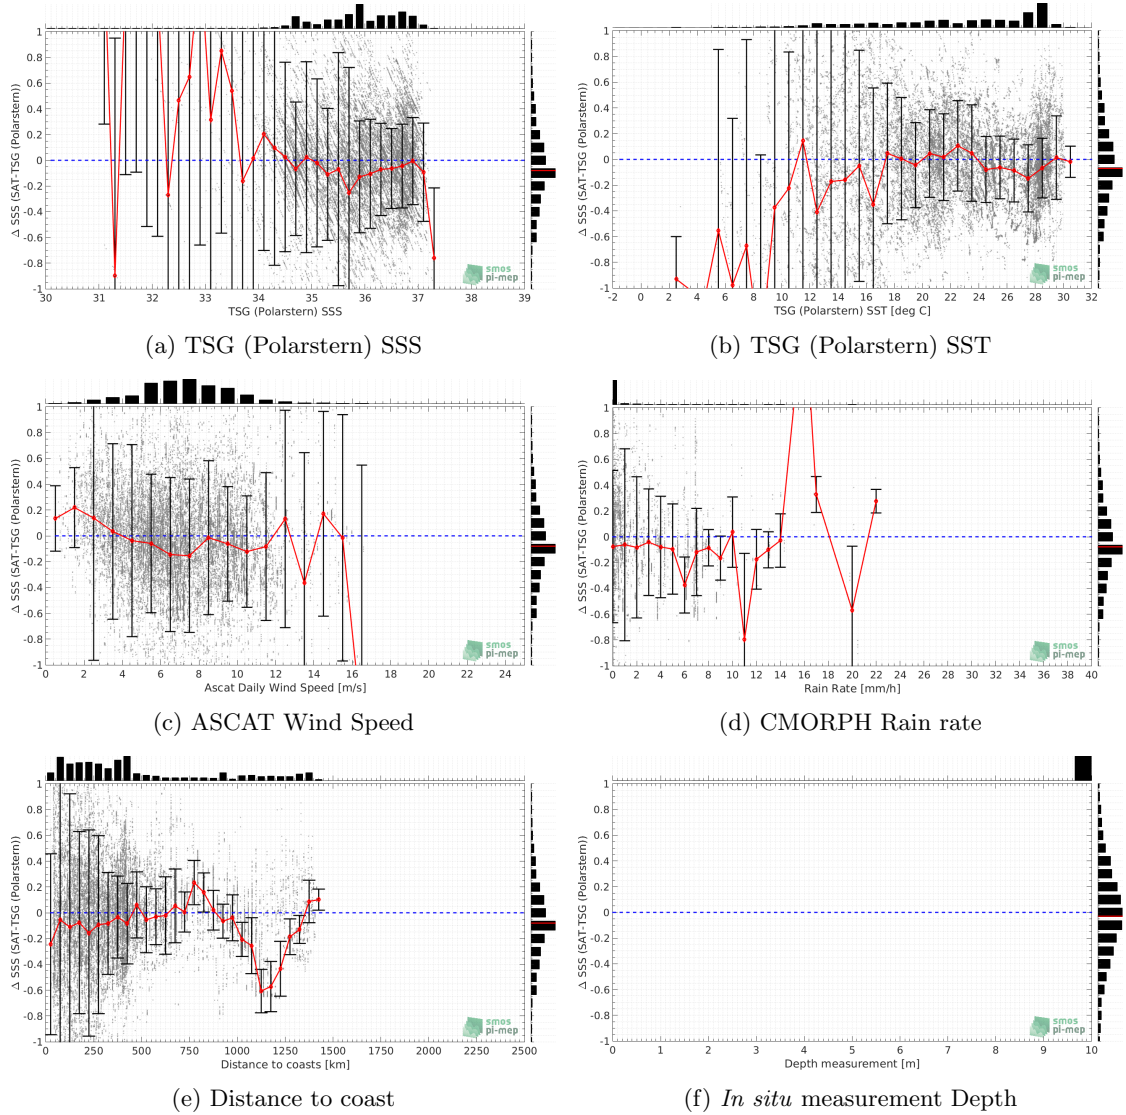 Δ SSS (SAT-TSG (Polarstern))
1
0.8
0.6
0.4
0.2
0
-0.2
-0.4
-0.6
-0.8
-1
30 31 32 33 34 35 36 37 38 39
TSG (Polarstern) SSS
smos
pi-mep
(a) TSG (Polarstern) SSS
Δ SSS (SAT-TSG (Polarstern))
1
0.8
0.6
0.4
0.2
0
-0.2
-0.4
-0.6
-0.8
-1
-2 0 2 4 6 8 10 12 14 16 18 20 22 24 26 28 30 32
TSG (Polarstern) SST [deg C]
smos
pi-mep
(b) TSG (Polarstern) SST
Δ SSS (SAT-TSG (Polarstern))
1
0.8
0.6
0.4
0.2
0
-0.2
-0.4
-0.6
-0.8
-1
0 2 4 6 8 10 12 14 16 18 20 22 24
Ascat Daily Wind Speed [m/s]
smos
pi-mep
(c) ASCAT Wind Speed
Δ SSS (SAT-TSG (Polarstern))
1
0.8
0.6
0.4
0.2
0
-0.2
-0.4
-0.6
-0.8
-1
0 2 4 6 8 10 12 14 16 18 20 22 24 26 28 30 32 34 36 38 40
Rain Rate [mm/h]
smos
pi-mep
(d) CMORPH Rain rate
Δ SSS (SAT-TSG (Polarstern))
1
0.8
0.6
0.4
0.2
0
-0.2
-0.4
-0.6
-0.8
-1
0 250 500 750 1000 1250 1500 1750 2000 2250 2500
Distance to coasts [km]
smos
pi-mep
(e) Distance to coast
Δ SSS (SAT-TSG (Polarstern))
1
0.8
0.6
0.4
0.2
0
-0.2
-0.4
-0.6
-0.8
-1
0 1 2 3 4 5 6 7 8 9 10
Depth measurement [m]
smos
pi-mep
(f) In situ measurement Depth